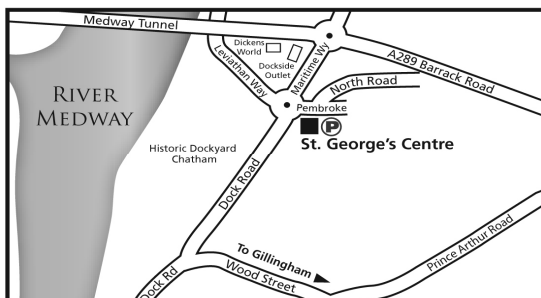 Medway Tunnel
Dickens
World
Dockside
Outlet
Maritime Wy
Leviathan Way
A289 Barrack Road
North Road
Pembroke
RIVER
MEDWAY
P
St. George's Centre
Historic Dockyard
Chatham
Dock Road
To Gillingham
Wood Street
Prince Arthur Road
Dock Rd